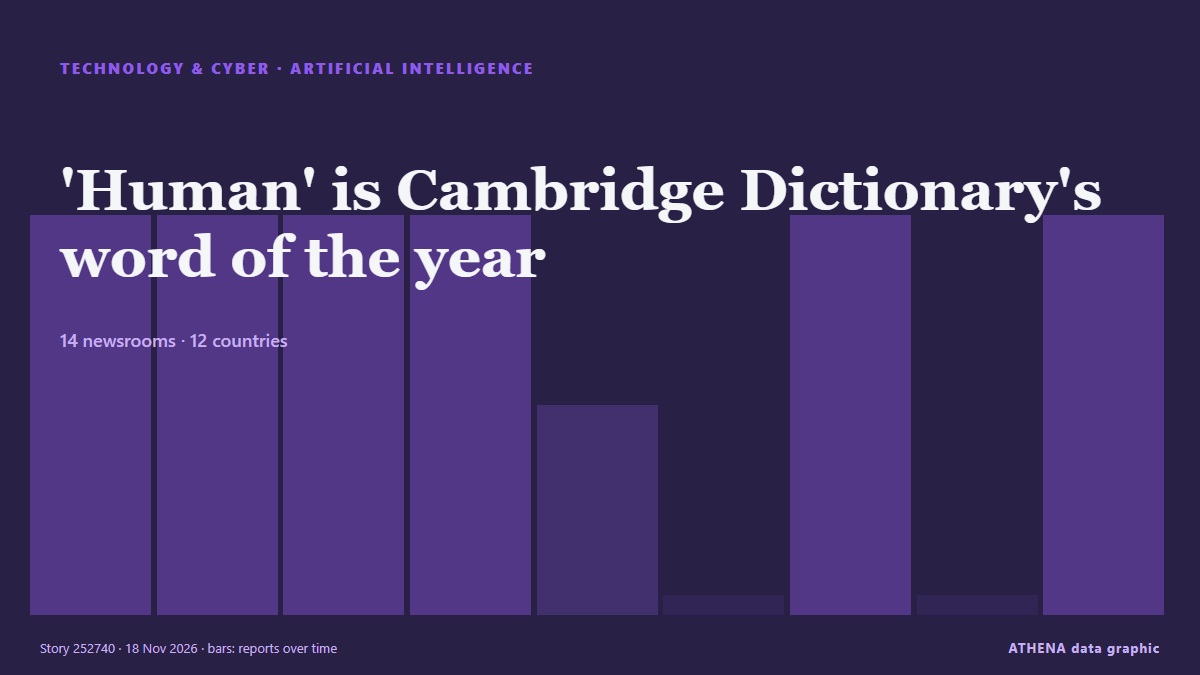 TECHNOLOGY & CYBER · ARTIFICIAL INTELLIGENCE
'Human' is Cambridge Dictionary's
word of the year
14 newsrooms · 12 countries
Story 252740 · 18 Nov 2026 · bars: reports over time
ATHENA data graphic